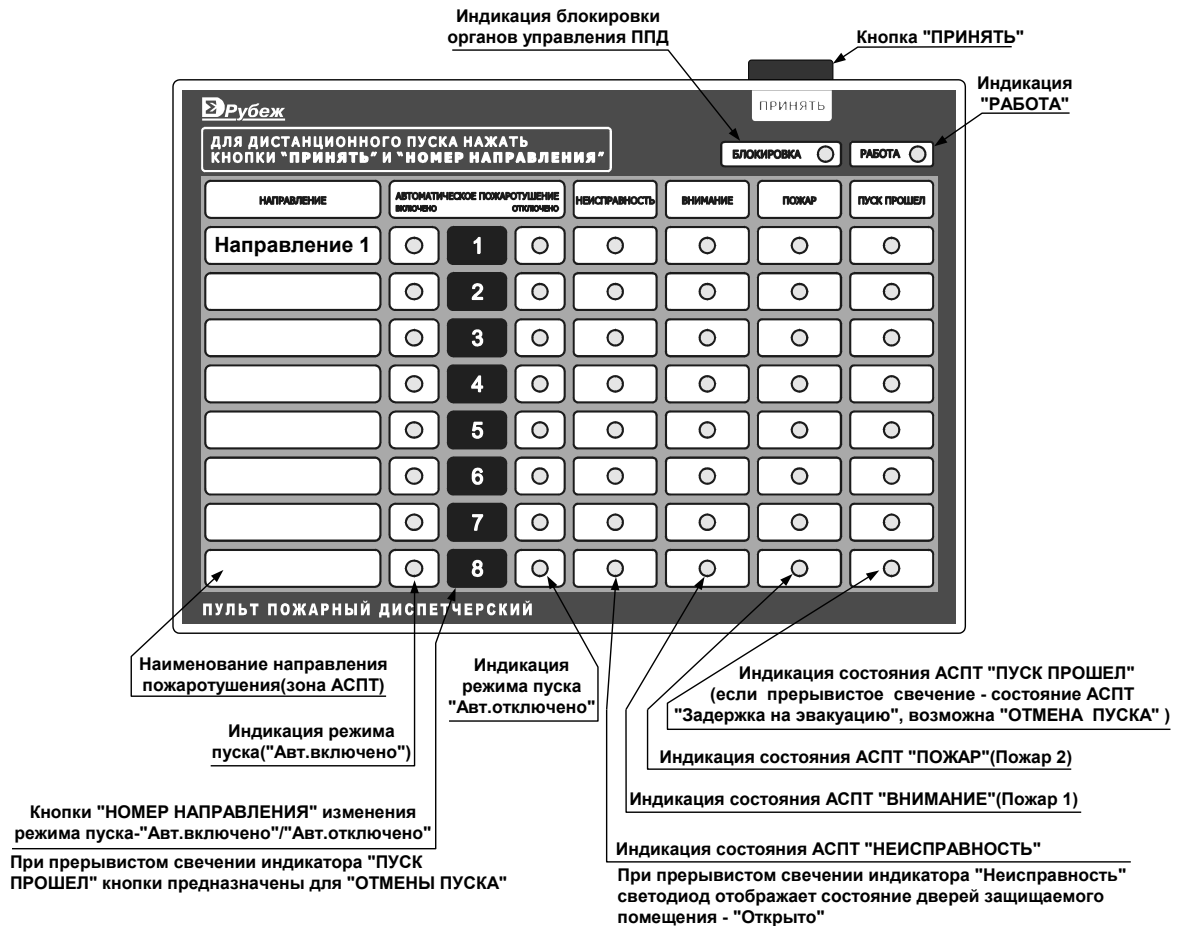 Индикация блокировки
органов управления ППД
Кнопка "ПРИНЯТЬ"
Индикация
"РАБОТА"
ПРИНЯТЬ
Рубеж
ДЛЯ ДИСТАНЦИОННОГО ПУСКА НАЖАТЬ
КНОПКИ "ПРИНЯТЬ" И "НОМЕР НАПРАВЛЕНИЯ"
БЛОКИРОВКА
РАБОТА
НАПРАВЛЕНИЕ
АВТОМАТИЧЕСКОЕ ПОЖАРОТУШЕНИЕ
ВКЛЮЧЕНО ОТКЛЮЧЕНО
НЕИСПРАВНОСТЬ
ВНИМАНИЕ
ПОЖАР
ПУСК ПРОШЕЛ
Направление 1
1
2
3
4
5
6
7
8
ПУЛЬТ ПОЖАРНЫЙ ДИСПЕТЧЕРСКИЙ
Наименование направления
пожаротушения(зона АСПТ)
Индикация
режима пуска
"Авт.отключено"
Индикация состояния АСПТ "ПУСК ПРОШЕЛ"
(если прерывистое свечение - состояние АСПТ
"Задержка на эвакуацию", возможна "ОТМЕНА ПУСКА" )
Индикация режима
пуска("Авт.включено")
Индикация состояния АСПТ "ПОЖАР"(Пожар 2)
Индикация состояния АСПТ "ВНИМАНИЕ"(Пожар 1)
Кнопки "НОМЕР НАПРАВЛЕНИЯ" изменения
режима пуска-"Авт.включено"/"Авт.отключено"
При прерывистом свечении индикатора "ПУСК
ПРОШЕЛ" кнопки предназначены для "ОТМЕНЫ ПУСКА"
Индикация состояния АСПТ "НЕИСПРАВНОСТЬ"
При прерывистом свечении индикатора "Неисправность"
светодиод отображает состояние дверей защищаемого
помещения - "Открыто"